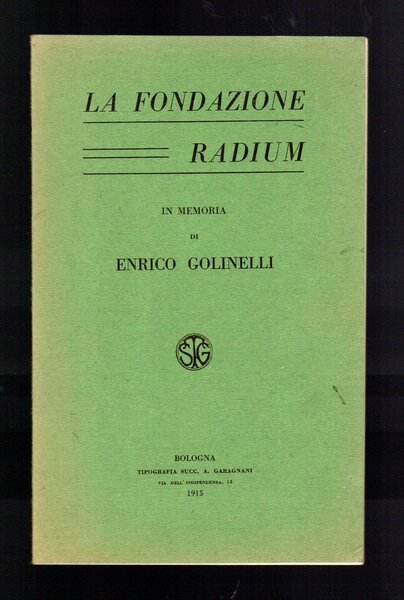 LA FONDAZIONE
RADIUM
IN MEMORIA
DI
ENRICO GOLINELLI
STG
BOLOGNA
TIPOGRAFIA SUCC. A. GARAGNANI
VIA DELL'INDIPENDENZA, 24
1915